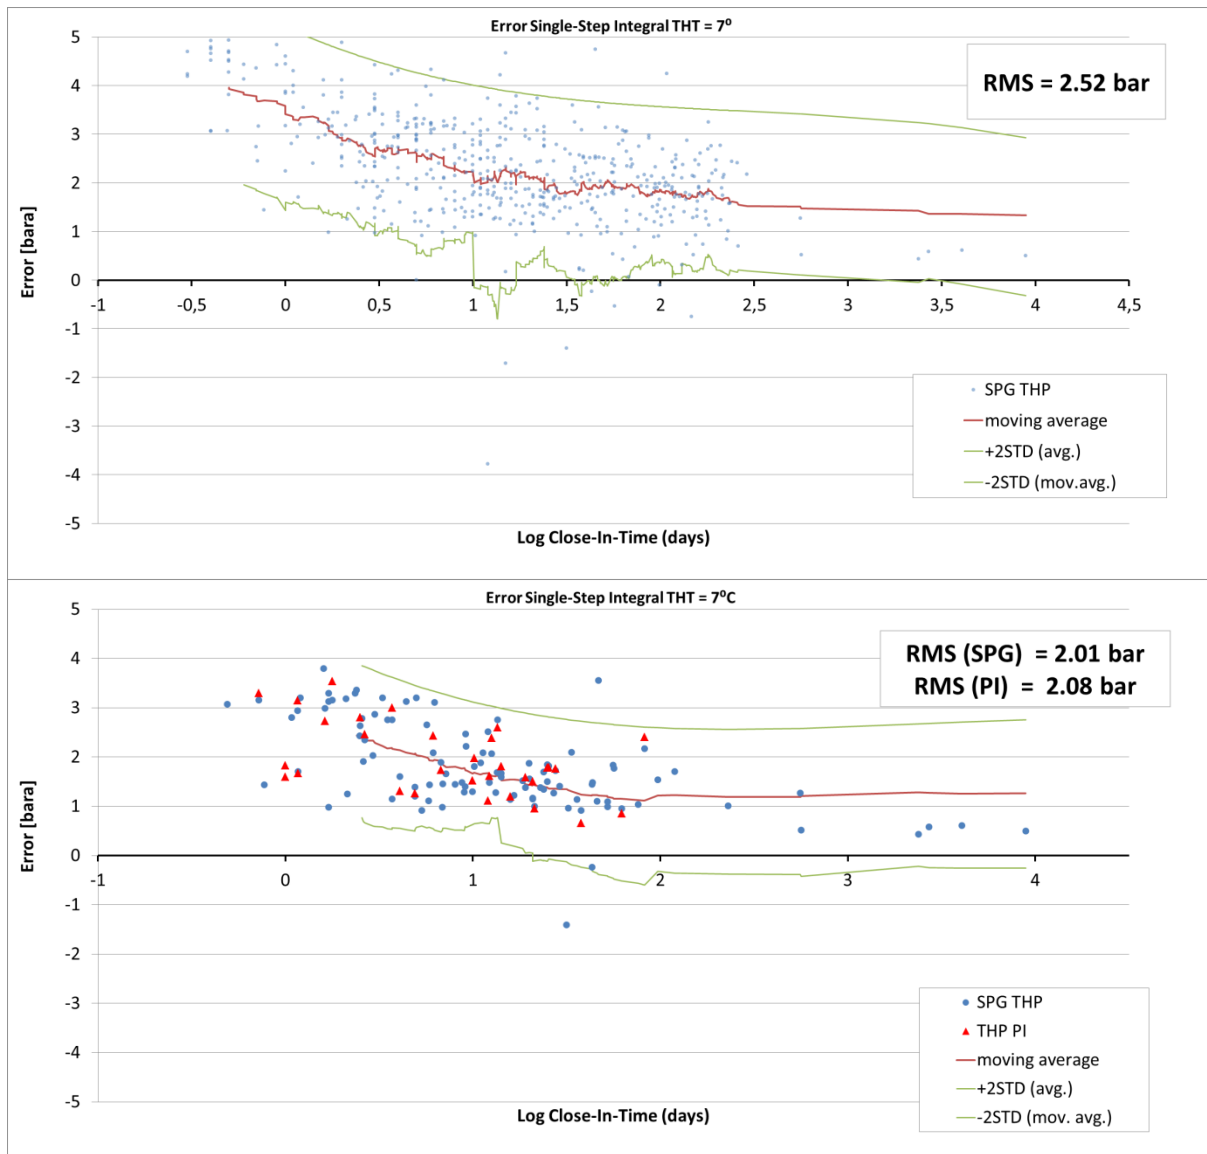 Error Single-Step Integral THT = 7⁰
RMS = 2.52 bar
Error [bara]
5
4
3
2
1
0
-1
-2
-3
-4
-5
-1
-0,5
0
0,5
1
1,5
2
2,5
3
3,5
4
4,5
SPG THP
moving average
+2STD (avg.)
-2STD (mov.avg.)
Log Close-In-Time (days)
Error Single-Step Integral THT = 7⁰C
RMS (SPG) = 2.01 bar
RMS (PI) = 2.08 bar
Error [bara]
5
4
3
2
1
0
-1
-2
-3
-4
-5
-1
0
1
2
3
4
SPG THP
THP PI
moving average
+2STD (avg.)
-2STD (mov. avg.)
Log Close-In-Time (days)